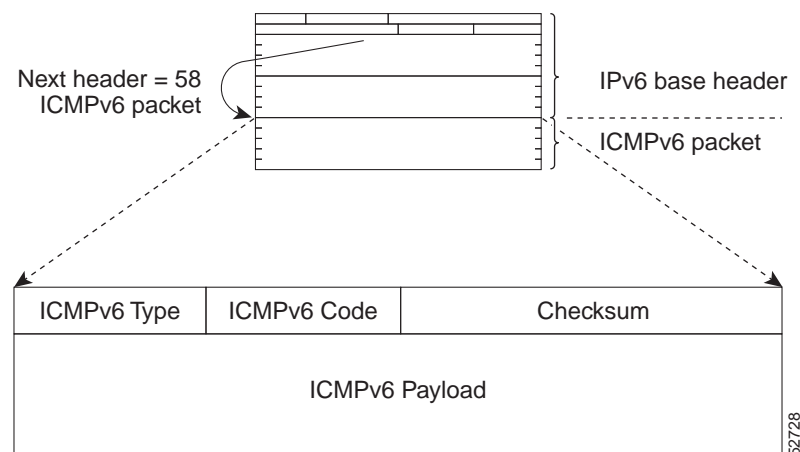 Next header = 58
ICMPv6 packet
IPv6 base header
ICMPv6 packet
ICMPv6 Type
ICMPv6 Code
Checksum
ICMPv6 Payload
52728